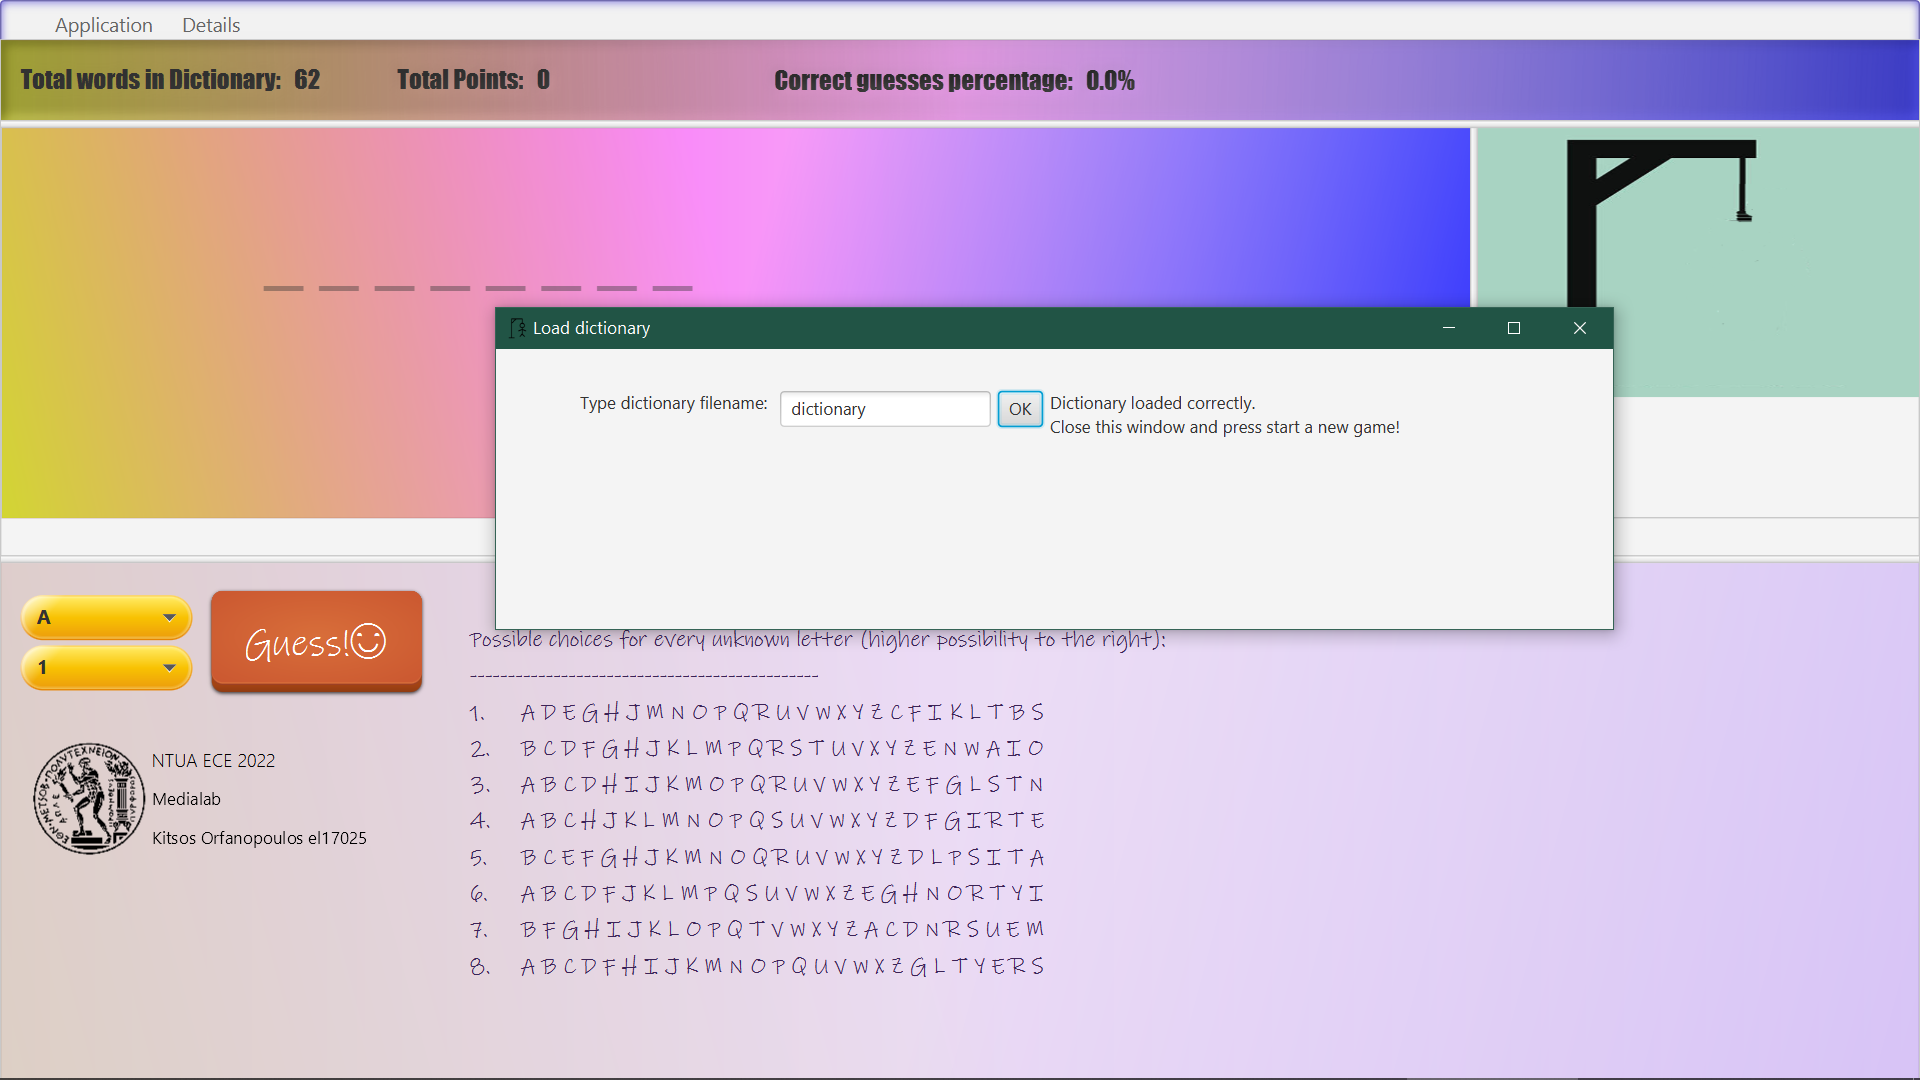 Application Details
Total words in Dictionary: 62 Total Points: 0 Correct guesses percentage: 0.0%
Load dictionary
Type dictionary filename: dictionary OK Dictionary loaded correctly.
Close this window and press start a new game!
A
1
Guess!
Possible choices for every unknown letter (higher possibility to the right):
----------------------------------------------
1. A D E G H J M N O P Q R U V W X Y Z C F I K L T B S
2. B C D F G H J K L M P Q R S T U V X Y Z E N W A I O
3. A B C D H I J K M O P Q R U V W X Y Z E F G L S T N
4. A B C H J K L M N O P Q S U V W X Y Z D F G I R T E
5. B C E F G H J K M N O Q R U V W X Y Z D L P S I T A
6. A B C D F J K L M P Q S U V W X Z E G H N O R T Y I
7. B F G H I J K L O P Q T V W X Y Z A C D N R S U E M
8. A B C D F H I J K M N O P Q U V W X Z G L T Y E R S
NTUA ECE 2022
Medialab
Kitsos Orfanopoulos el17025